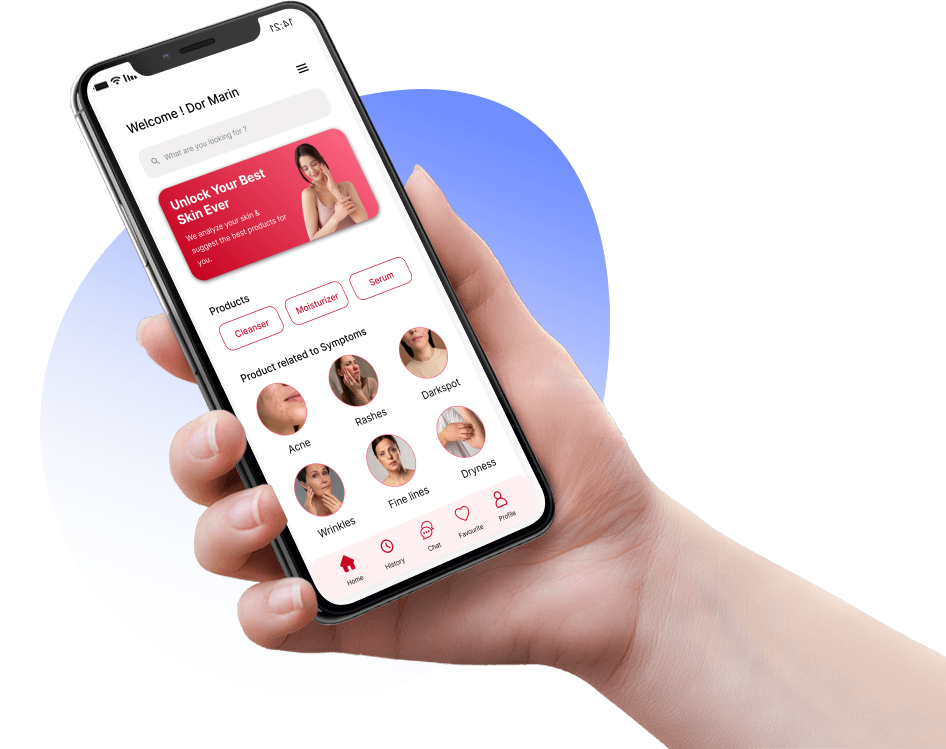 14:21
Welcome ! Dor Marin
What are you looking for ?
Unlock Your Best
Skin Ever
We analyze your skin &
suggest the best products for
you.
Products
Cleanser
Moisturizer
Serum
Product related to Symptoms
Acne
Rashes
Darkspot
Wrinkles
Fine lines
Dryness
Home
History
Chat
Favourite
Profile